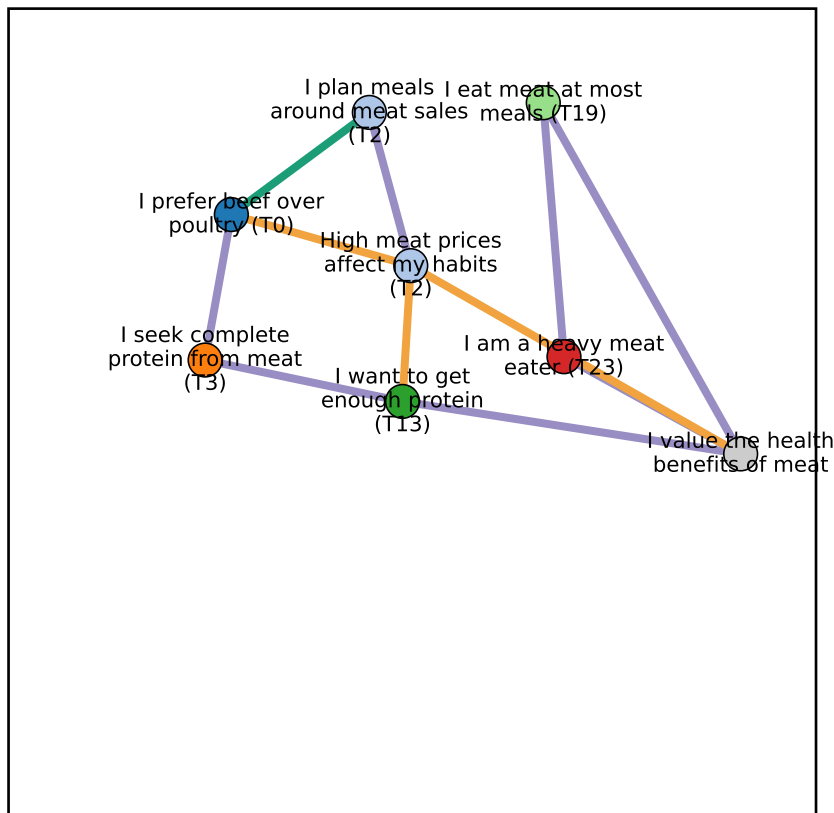 I plan meals
around meat sales
(T2)
I eat meat at most
meals (T19)
I prefer beef over
poultry (T0)
High meat prices
affect my habits
(T2)
I seek complete
protein from meat
(T3)
I am a heavy meat
eater (T23)
I want to get
enough protein
(T13)
I value the health
benefits of meat